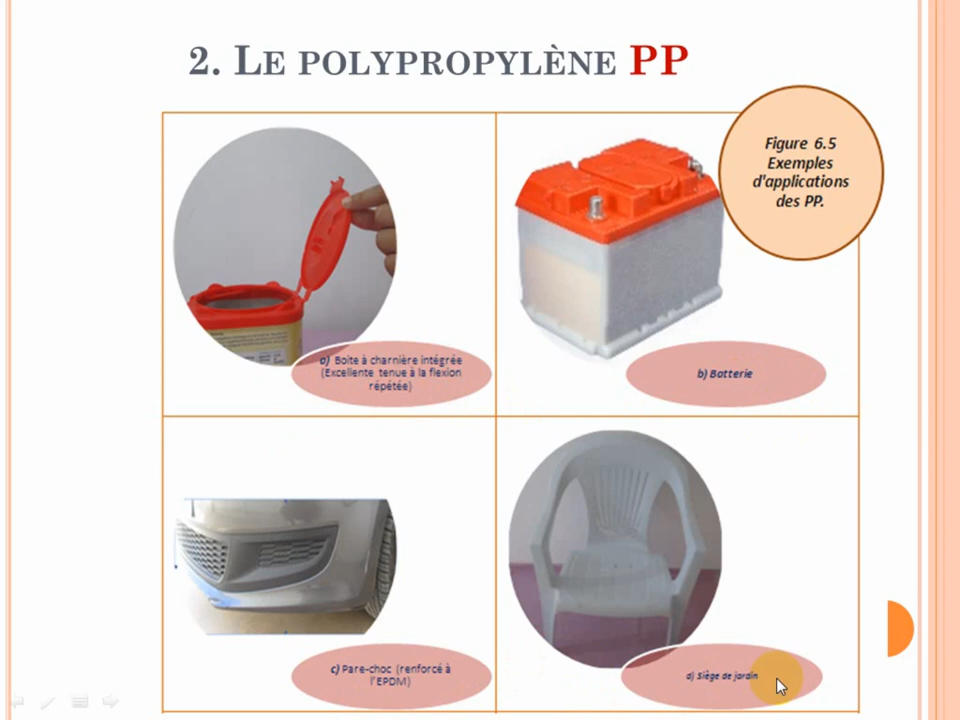 2. LE POLYPROPYLÈNE PP
Figure 6.5
Exemples
d'applications
des PP.
a) Boite à charnière intégrée
(Excellente tenue à la flexion
répétée)
b) Batterie
c) Pare-choc (renforcé à
l'EPDM)
d) Siège de jardin